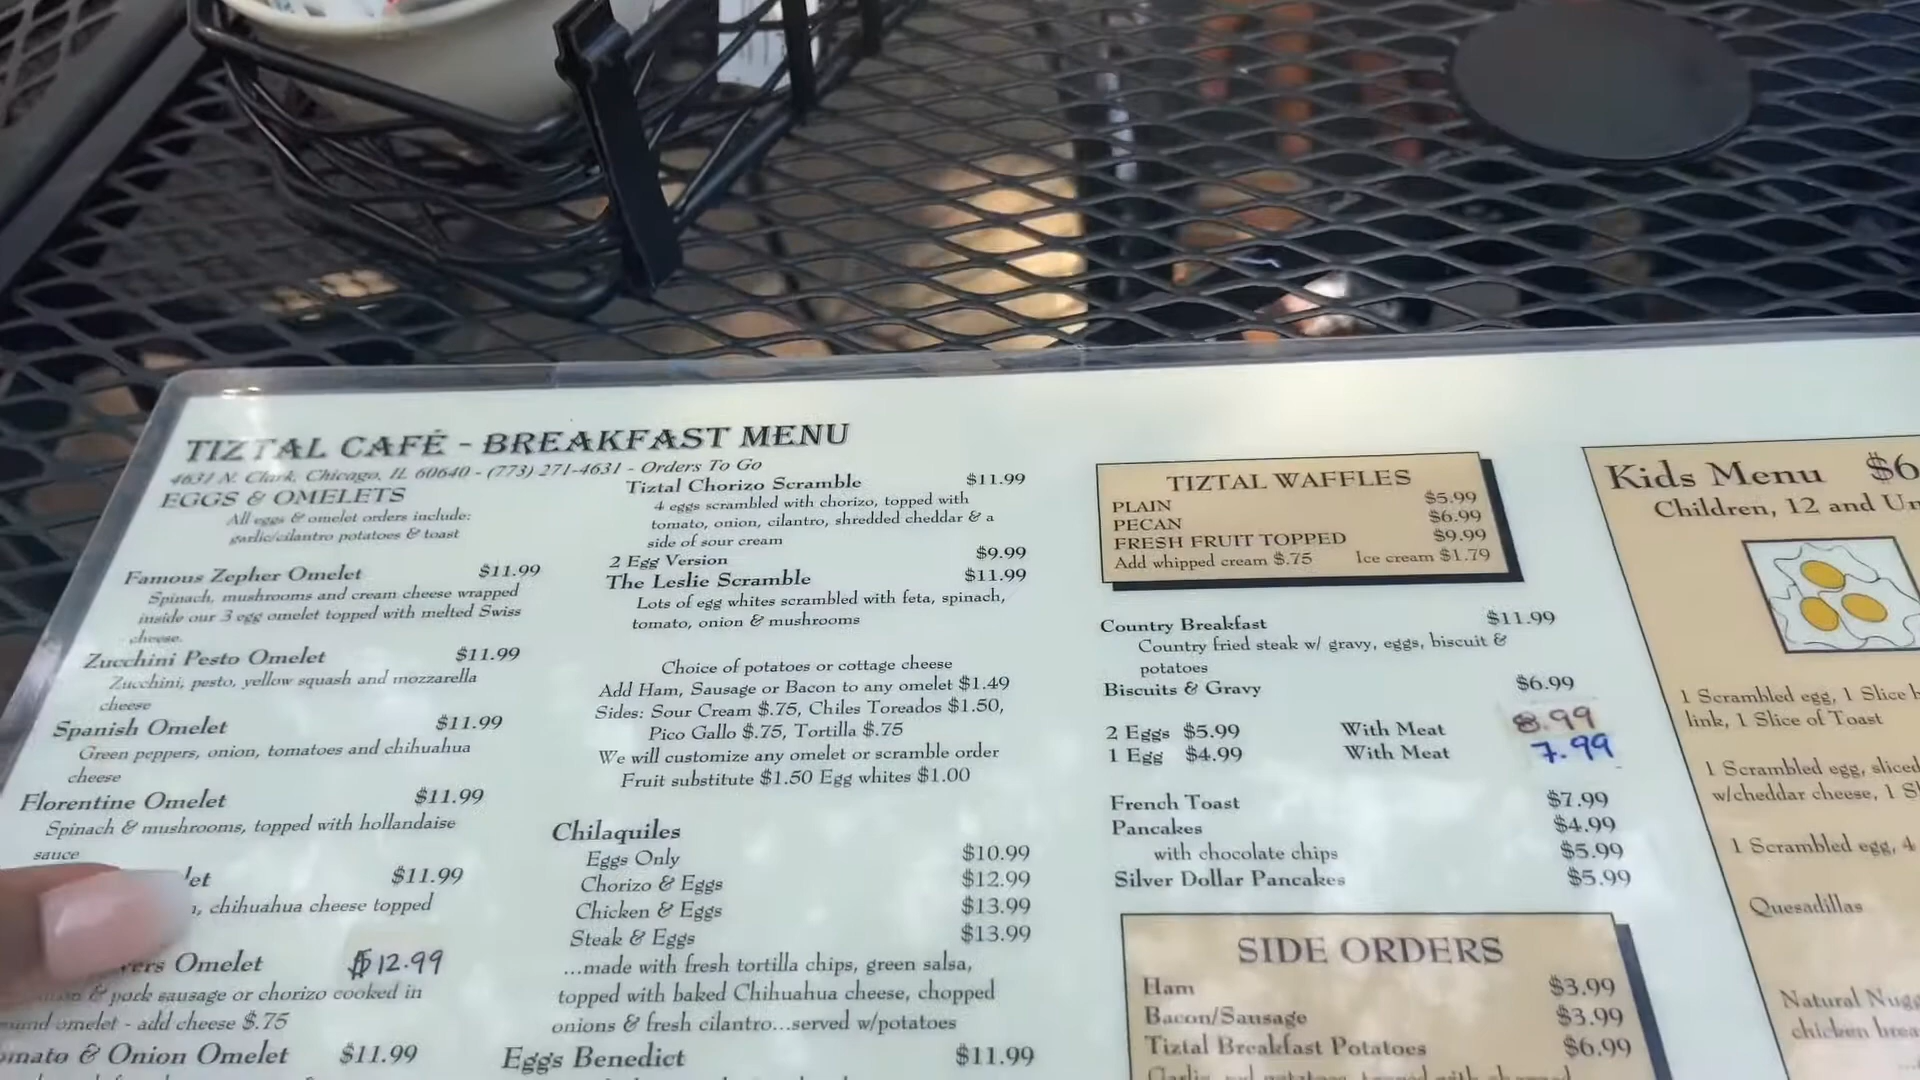 TIZTAL CAFÉ - BREAKFAST MENU
4631 N. Clark, Chicago, IL 60640 - (773) 271-4631 - Orders To Go
EGGS & OMELETS
All eggs & omelet orders include:
garlic/cilantro potatoes & toast
Famous Zepher Omelet $11.99
Spinach, mushrooms and cream cheese wrapped
inside our 3 egg omelet topped with melted Swiss
cheese.
Zucchini Pesto Omelet $11.99
Zucchini, pesto, yellow squash and mozzarella
cheese
Spanish Omelet $11.99
Green peppers, onion, tomatoes and chihuahua
cheese
Florentine Omelet $11.99
Spinach & mushrooms, topped with hollandaise
sauce
$11.99
chihuahua cheese topped
Omelet $12.99
& pork sausage or chorizo cooked in
omelet - add cheese $.75
& Onion Omelet $11.99
Tiztal Chorizo Scramble $11.99
4 eggs scrambled with chorizo, topped with
tomato, onion, cilantro, shredded cheddar & a
side of sour cream
2 Egg Version $9.99
The Leslie Scramble $11.99
Lots of egg whites scrambled with feta, spinach,
tomato, onion & mushrooms
Choice of potatoes or cottage cheese
Add Ham, Sausage or Bacon to any omelet $1.49
Sides: Sour Cream $.75, Chiles Toreados $1.50,
Pico Gallo $.75, Tortilla $.75
We will customize any omelet or scramble order
Fruit substitute $1.50 Egg whites $1.00
Chilaquiles
Eggs Only $10.99
Chorizo & Eggs $12.99
Chicken & Eggs $13.99
Steak & Eggs $13.99
...made with fresh tortilla chips, green salsa,
topped with baked Chihuahua cheese, chopped
onions & fresh cilantro...served w/potatoes
Eggs Benedict $11.99
TIZTAL WAFFLES
PLAIN $5.99
PECAN $6.99
FRESH FRUIT TOPPED $9.99
Add whipped cream $.75 Ice cream $1.79
Country Breakfast $11.99
Country fried steak w/ gravy, eggs, biscuit &
potatoes
Biscuits & Gravy $6.99
2 Eggs $5.99 With Meat 8.99
1 Egg $4.99 With Meat 7.99
French Toast $7.99
Pancakes $4.99
with chocolate chips $5.99
Silver Dollar Pancakes $5.99
SIDE ORDERS
Ham $3.99
Bacon/Sausage $3.99
Tiztal Breakfast Potatoes $6.99
Kids Menu $6
Children, 12 and
1 Scrambled egg, 1 Slice
link, 1 Slice of Toast
1 Scrambled egg, sliced
w/cheddar cheese, 1
1 Scrambled egg, 4
Quesadillas
Natural
chicken